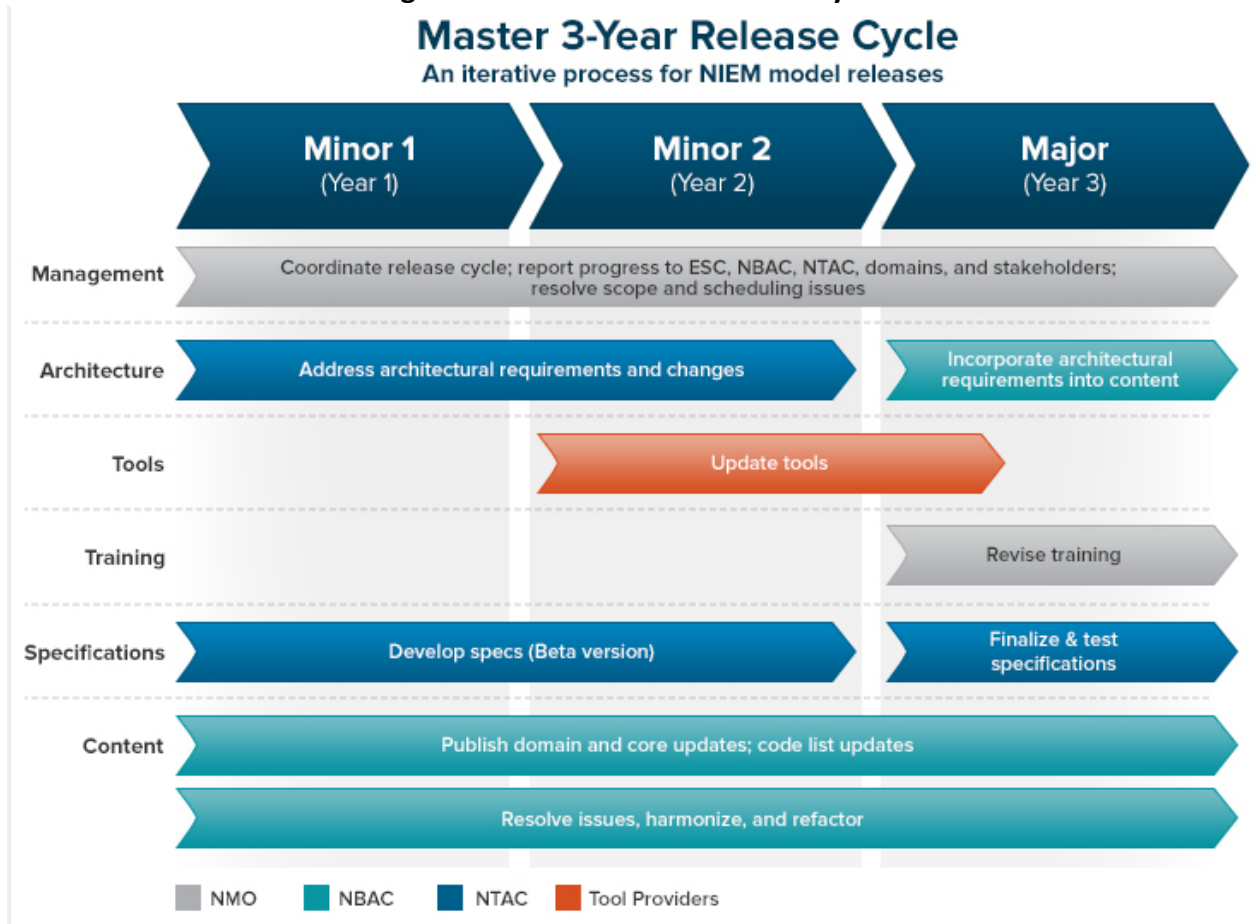 Master 3-Year Release Cycle
An iterative process for NIEM model releases
Minor 1
(Year 1)
Minor 2
(Year 2)
Major
(Year 3)
Management
Coordinate release cycle; report progress to ESC, NBAC, NTAC, domains, and stakeholders;
resolve scope and scheduling issues
Architecture
Address architectural requirements and changes
Incorporate architectural
requirements into content
Tools
Update tools
Training
Revise training
Specifications
Develop specs (Beta version)
Finalize & test
specifications
Content
Publish domain and core updates; code list updates
Resolve issues, harmonize, and refactor
NMO
NBAC
NTAC
Tool Providers